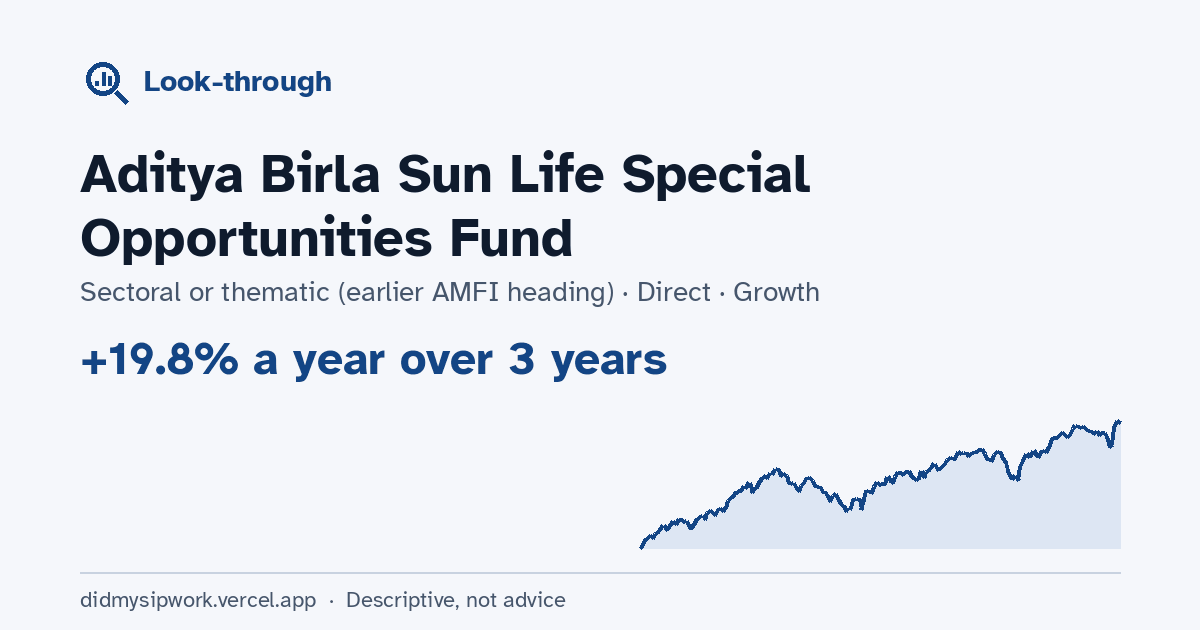 Look-through
Aditya Birla Sun Life Special
Opportunities Fund
Sectoral or thematic (earlier AMFI heading) · Direct · Growth
+19.8% a year over 3 years
didmysipwork.vercel.app · Descriptive, not advice